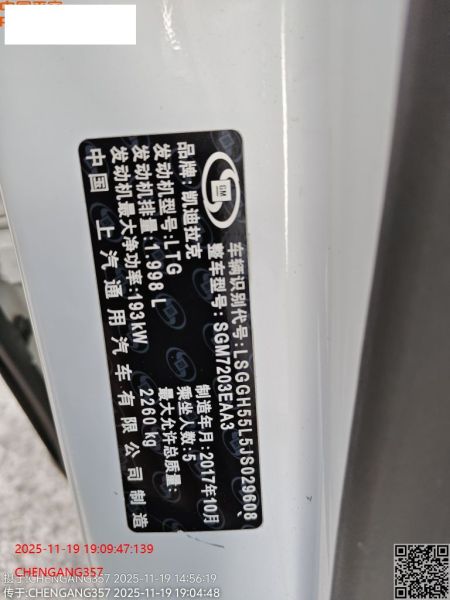 GM
车辆识别代号:LSGGH55L5JS029608
整车型号:SGM7203EAA3
品牌:凯迪拉克
制造年月:2017年10月
发动机型号:LTG
乘坐人数:5
发动机排量:1.998 L
最大允许总质量:
2260 kg
发动机最大净功率:193kW
中国 上汽通用汽车有限公司 制造
2025-11-19 19:09:47:139
CHENGANG357
摄于:CHENGANG357 2025-11-19 14:56:19
传于:CHENGANG357 2025-11-19 19:04:48